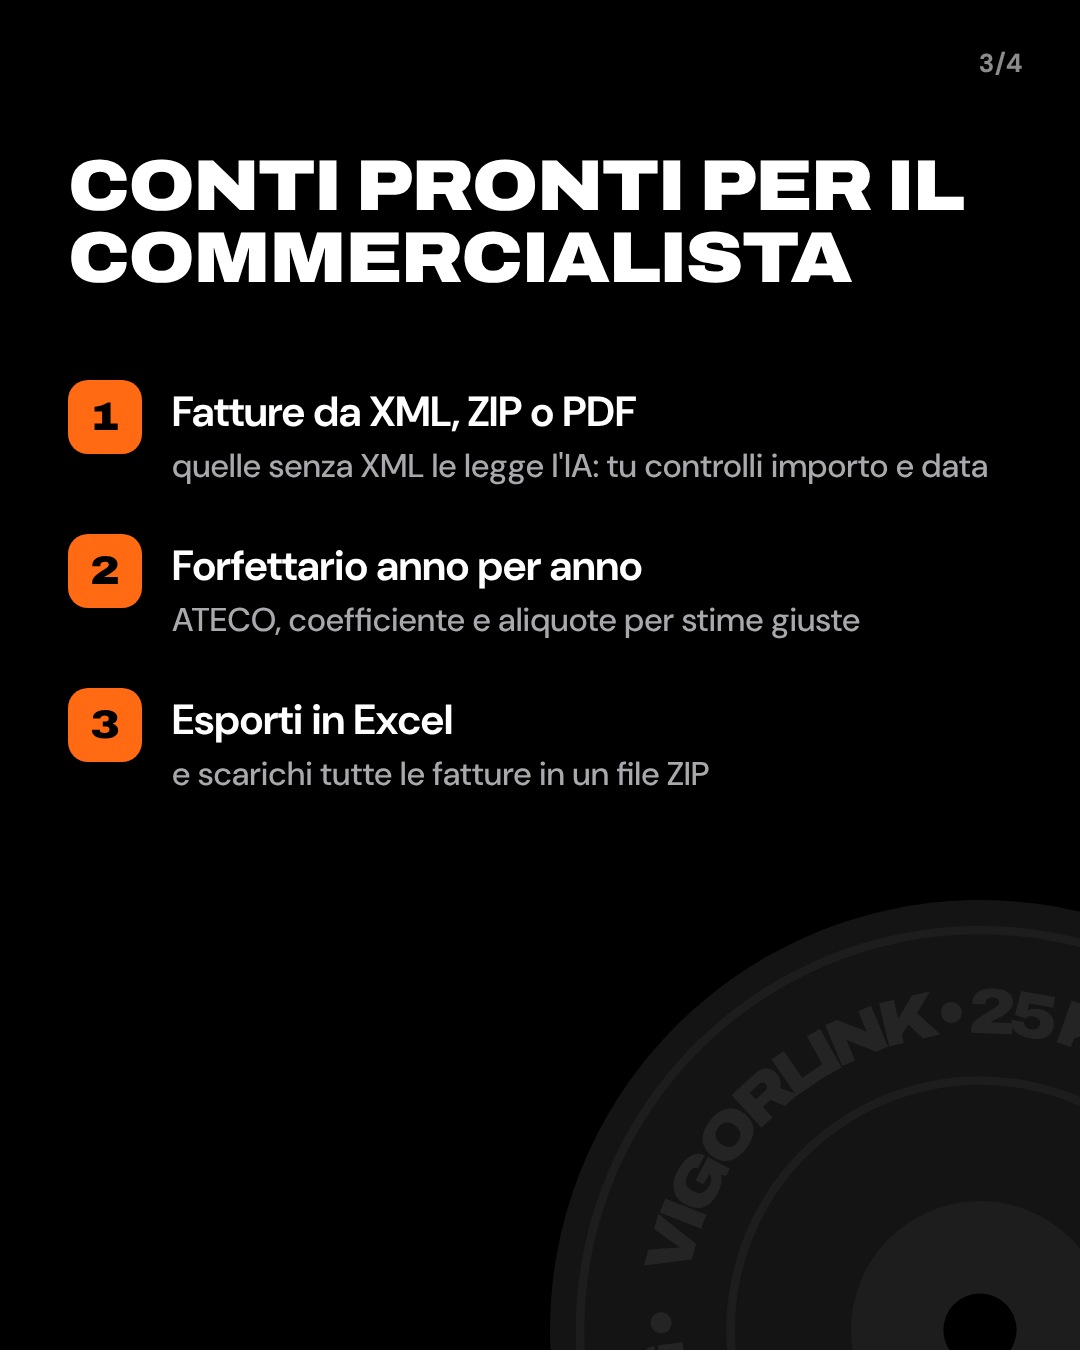 3/4
CONTI PRONTI PER IL
COMMERCIALISTA
1
Fatture da XML, ZIP o PDF
quelle senza XML le legge l'IA: tu controlli importo e data
2
Forfettario anno per anno
ATECO, coefficiente e aliquote per stime giuste
3
Esporti in Excel
e scarichi tutte le fatture in un file ZIP
VIGORLINK • 25